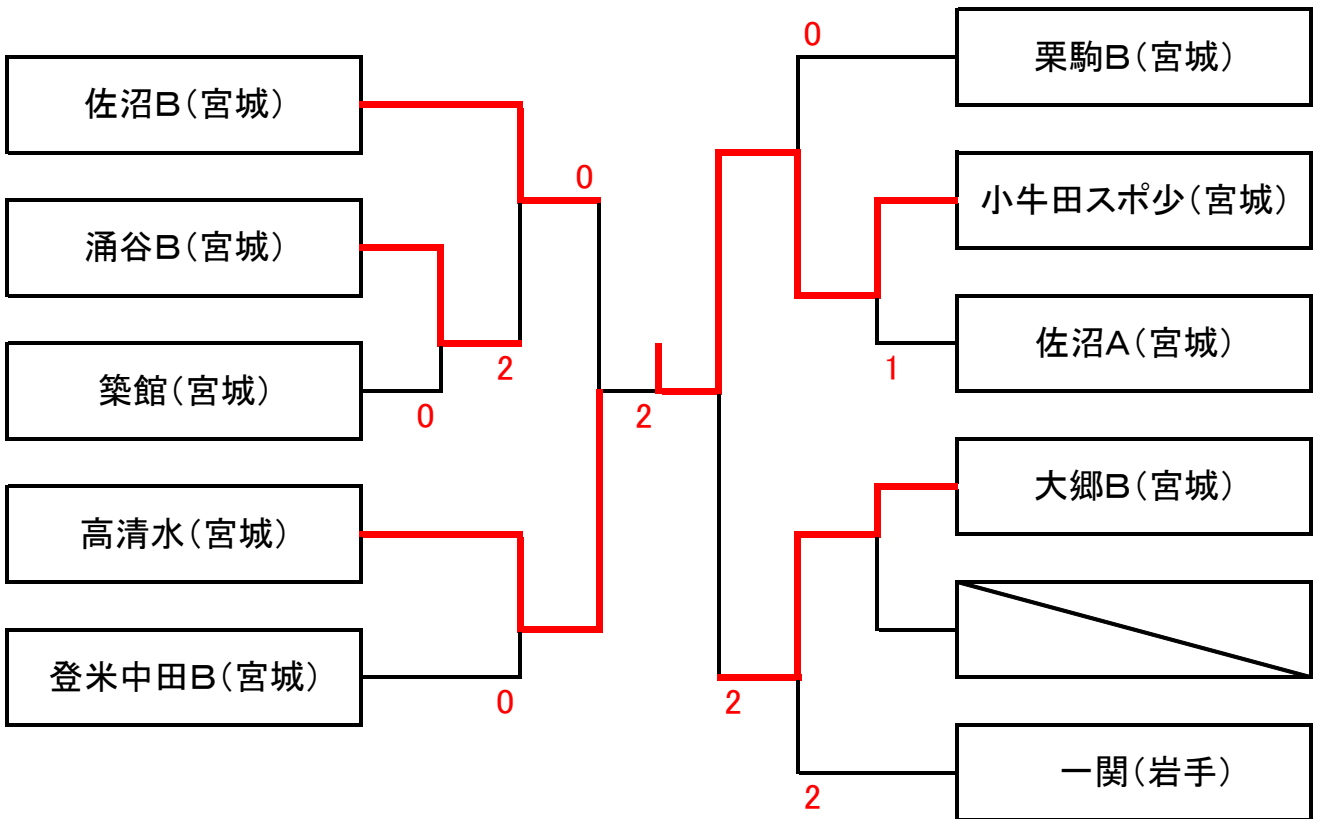 佐沼B(宮城)
涌谷B(宮城)
築館(宮城)
高清水(宮城)
登米中田B(宮城)
0
2
0
0
2
0
1
2
2
栗駒B(宮城)
小牛田スポ少(宮城)
佐沼A(宮城)
大郷B(宮城)
一関(岩手)